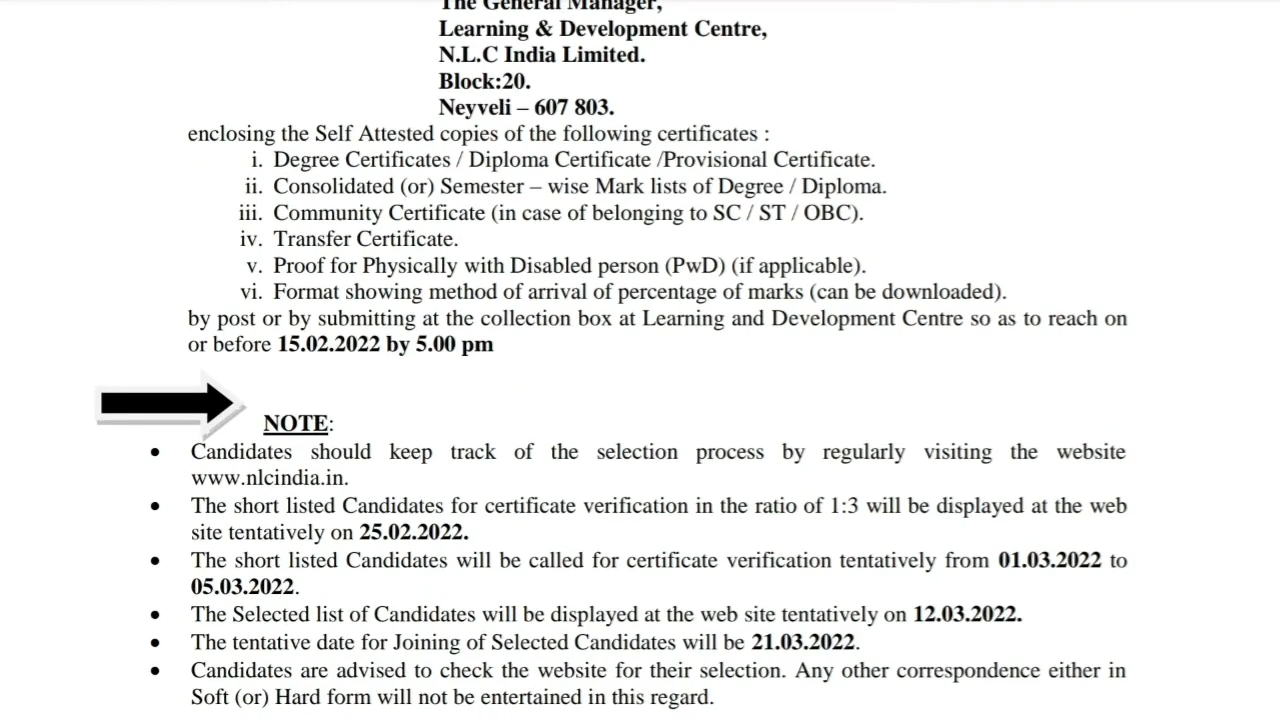 The General Manager,
Learning & Development Centre,
N.L.C India Limited.
Block:20.
Neyveli – 607 803.
enclosing the Self Attested copies of the following certificates :
i. Degree Certificates / Diploma Certificate /Provisional Certificate.
ii. Consolidated (or) Semester – wise Mark lists of Degree / Diploma.
iii. Community Certificate (in case of belonging to SC / ST / OBC).
iv. Transfer Certificate.
v. Proof for Physically with Disabled person (PwD) (if applicable).
vi. Format showing method of arrival of percentage of marks (can be downloaded).
by post or by submitting at the collection box at Learning and Development Centre so as to reach on
or before 15.02.2022 by 5.00 pm
NOTE:
• Candidates should keep track of the selection process by regularly visiting the website
www.nlcindia.in.
• The short listed Candidates for certificate verification in the ratio of 1:3 will be displayed at the web
site tentatively on 25.02.2022.
• The short listed Candidates will be called for certificate verification tentatively from 01.03.2022 to
05.03.2022.
• The Selected list of Candidates will be displayed at the web site tentatively on 12.03.2022.
• The tentative date for Joining of Selected Candidates will be 21.03.2022.
• Candidates are advised to check the website for their selection. Any other correspondence either in
Soft (or) Hard form will not be entertained in this regard.